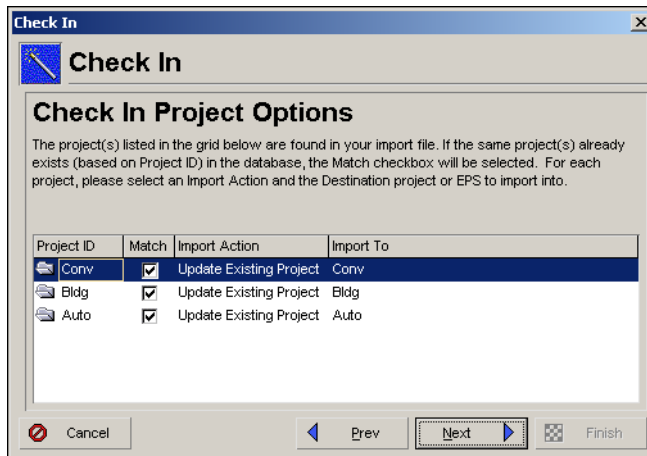 Check In
Check In
Check In Project Options
The project(s) listed in the grid below are found in your import file. If the same project(s) already
exists (based on Project ID) in the database, the Match checkbox will be selected. For each
project, please select an Import Action and the Destination project or EPS to import into.
Project ID Match Import Action Import To
Conv Update Existing Project Conv
Bldg Update Existing Project Bldg
Auto Update Existing Project Auto
Cancel Prev Next Finish